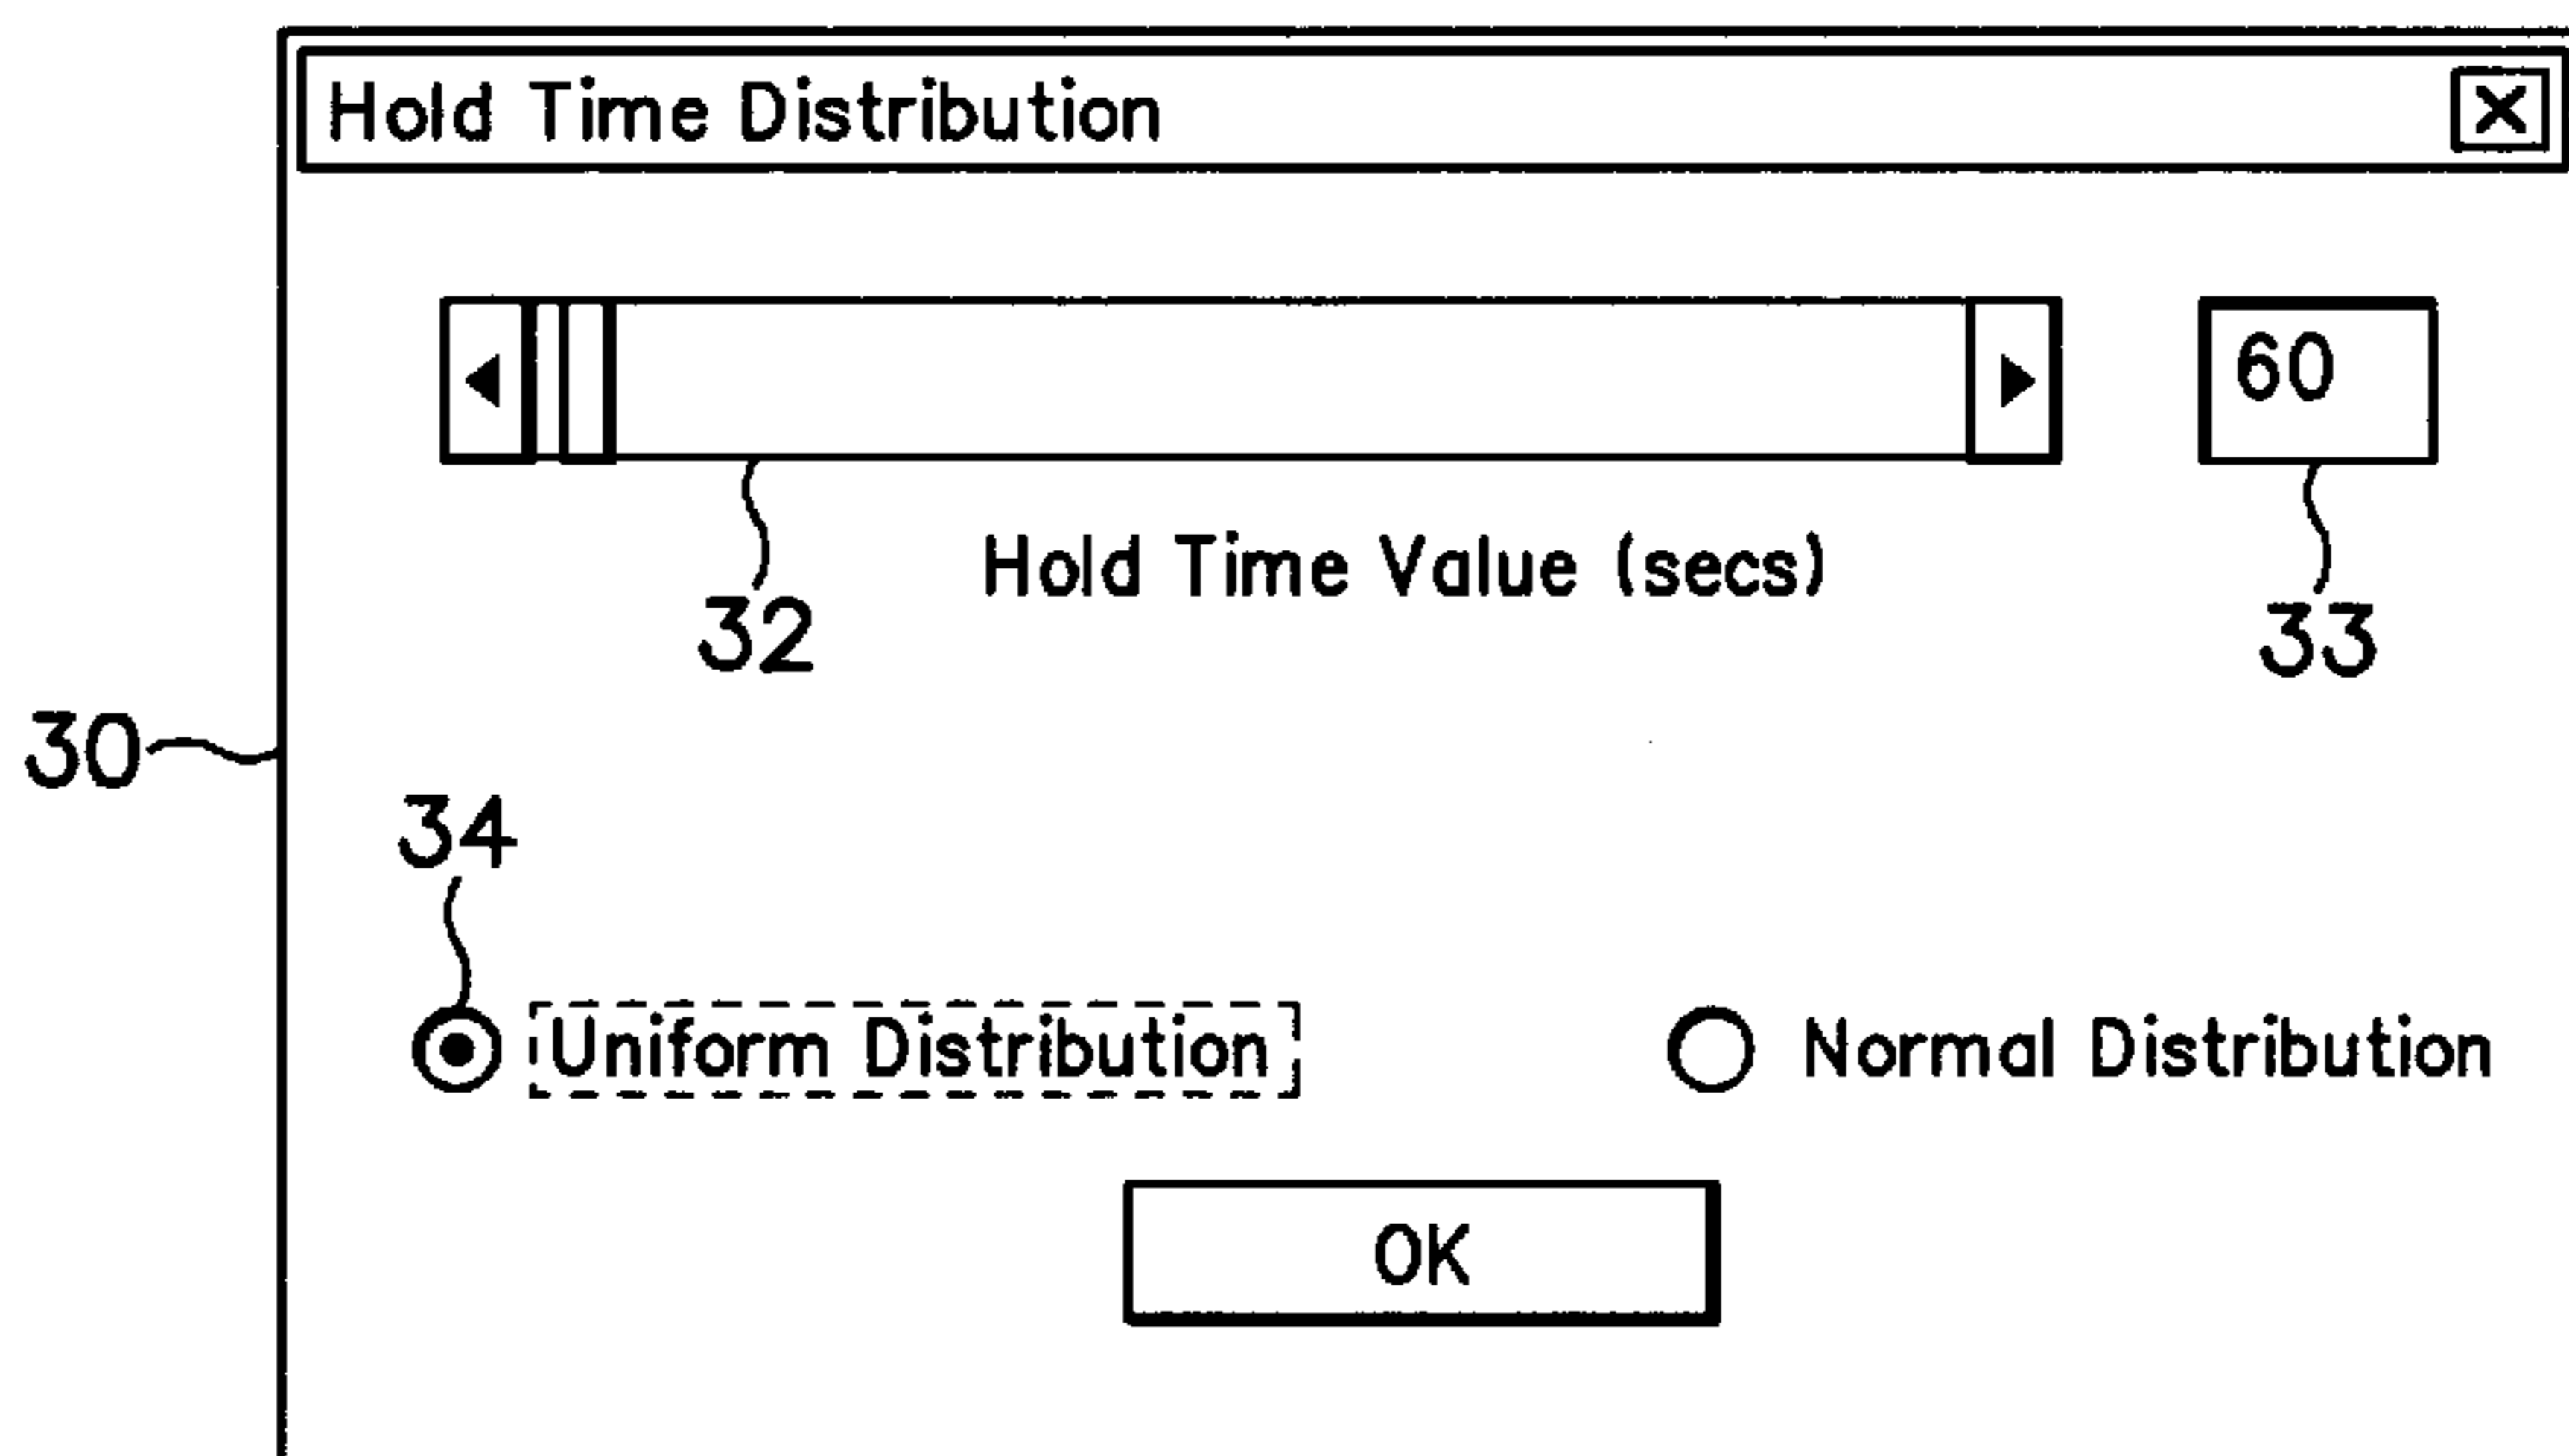 Hold Time Distribution X
60
Hold Time Value (secs)
32 33
30
34
Uniform Distribution Normal Distribution
OK